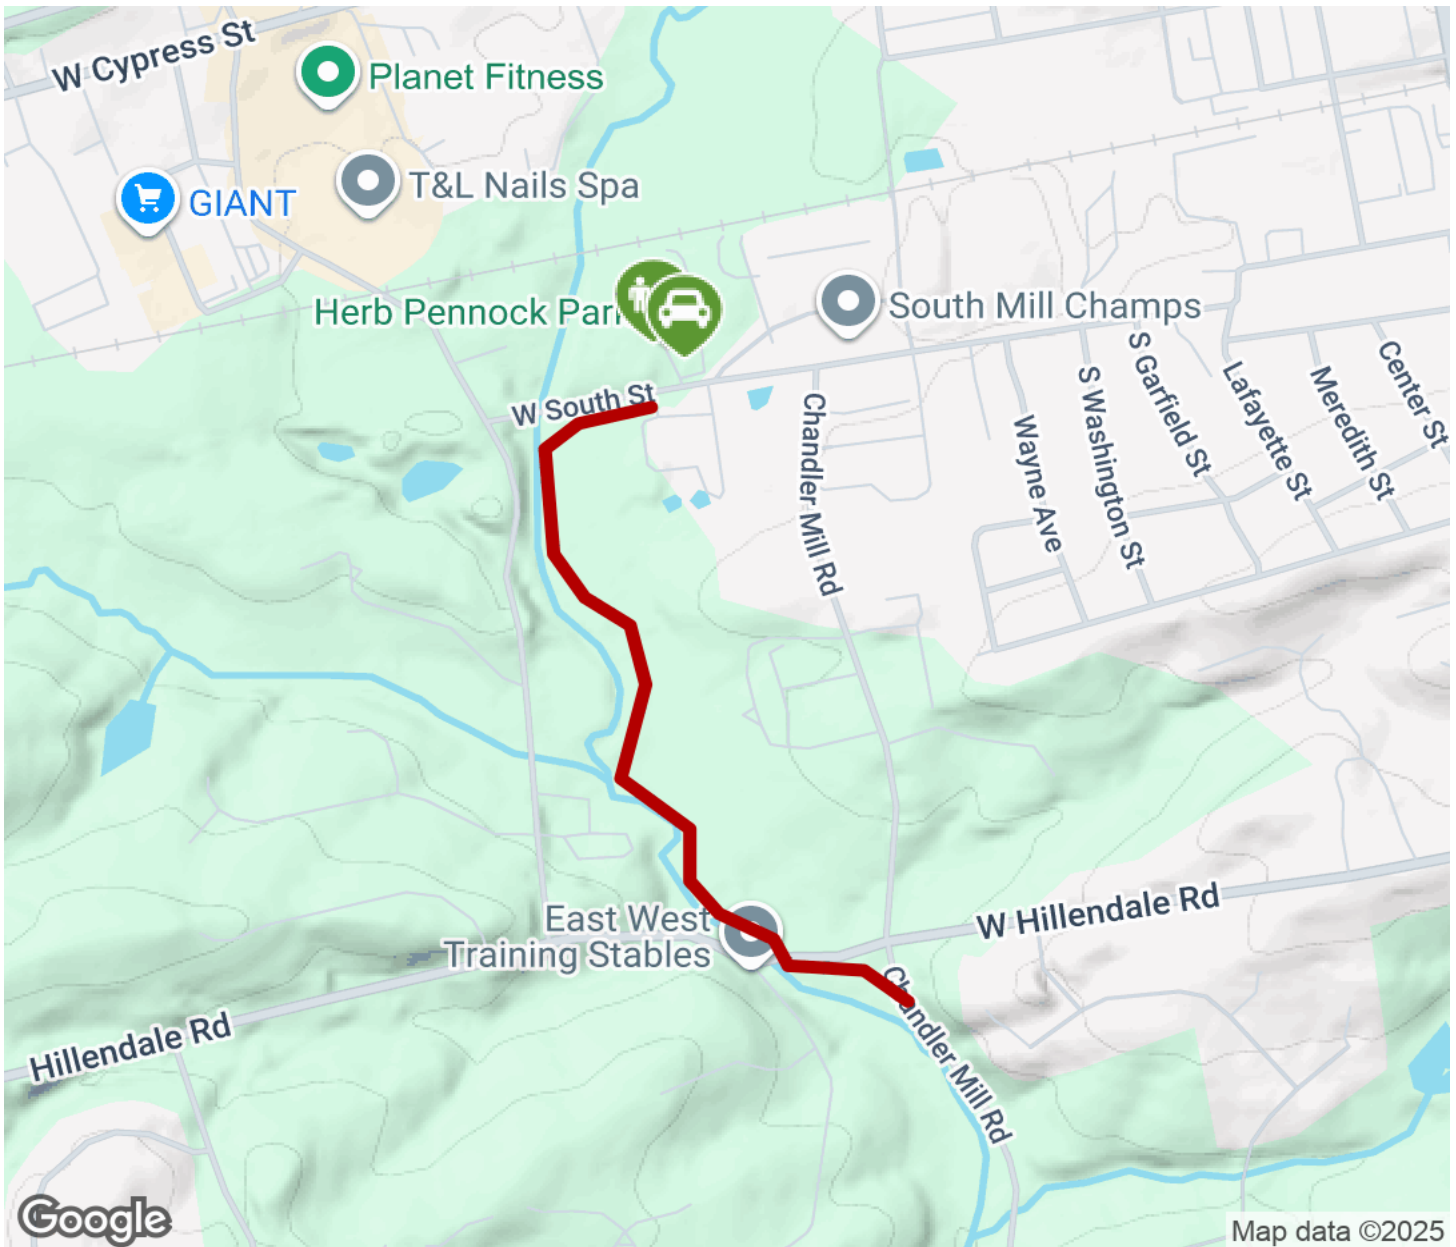 W Cypress St
Planet Fitness
T&L Nails Spa
GIANT
Herb Pennock Park
South Mill Champs
W South St
Chandler Mill Rd
Wayne Ave
S Washington St
S Garfield St
Lafayette St
Meredith St
Center St
East West
Training Stables
W Hillendale Rd
Hillendale Rd
Chandler Mill Rd
Google
Map data ©2025